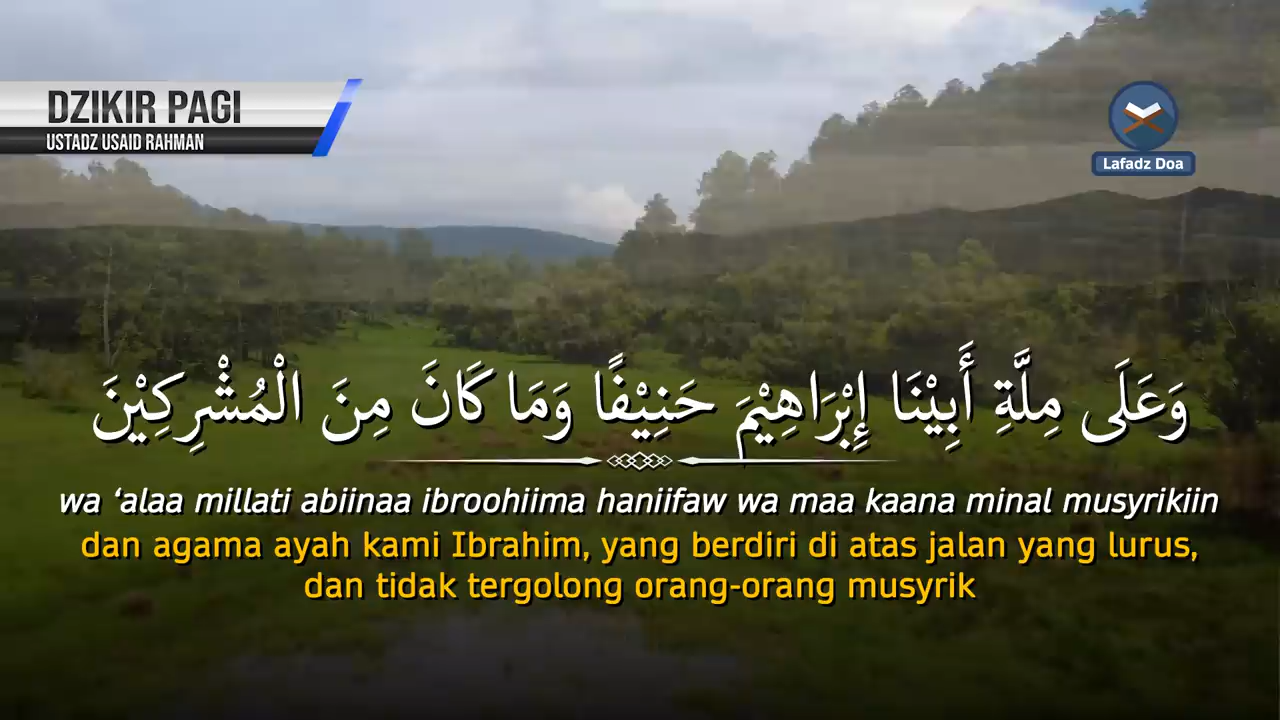 DZIKIR PAGI
USTADZ USAID RAHMAN
Lafadz Doa
وَعَلَى مِلَّةِ أَبِيْنَا إِبْرَاهِيْمَ حَنِيْفًا وَمَا كَانَ مِنَ الْمُشْرِكِيْنَ
wa ‘alaa millati abiinaa ibroohiima haniifaw wa maa kaana minal musyrikiin
dan agama ayah kami Ibrahim, yang berdiri di atas jalan yang lurus,
dan tidak tergolong orang-orang musyrik